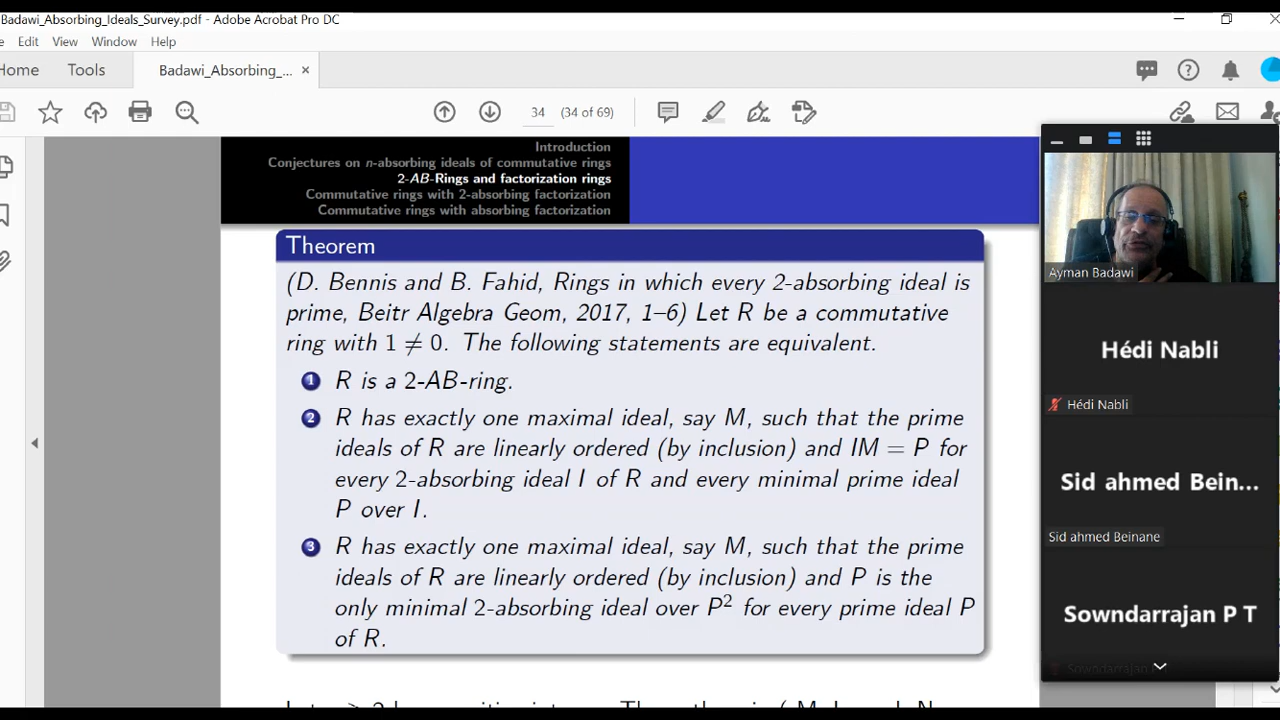 Badawi_Absorbing_Ideals_Survey.pdf - Adobe Acrobat Pro DC
Edit View Window Help
Home Tools Badawi_Absorbing_... ×
34 (34 of 69)
Introduction
Conjectures on n-absorbing ideals of commutative rings
2-AB-Rings and factorization rings
Commutative rings with 2-absorbing factorization
Commutative rings with absorbing factorization
Theorem
(D. Bennis and B. Fahid, Rings in which every 2-absorbing ideal is
prime, Beitr Algebra Geom, 2017, 1–6) Let R be a commutative
ring with 1 ≠ 0. The following statements are equivalent.
1 R is a 2-AB-ring.
2 R has exactly one maximal ideal, say M, such that the prime
ideals of R are linearly ordered (by inclusion) and IM = P for
every 2-absorbing ideal I of R and every minimal prime ideal
P over I.
3 R has exactly one maximal ideal, say M, such that the prime
ideals of R are linearly ordered (by inclusion) and P is the
only minimal 2-absorbing ideal over P² for every prime ideal P
of R.
Ayman Badawi
Hédi Nabli
Hédi Nabli
Sid ahmed Bein...
Sid ahmed Beinane
Sowndarrajan P T